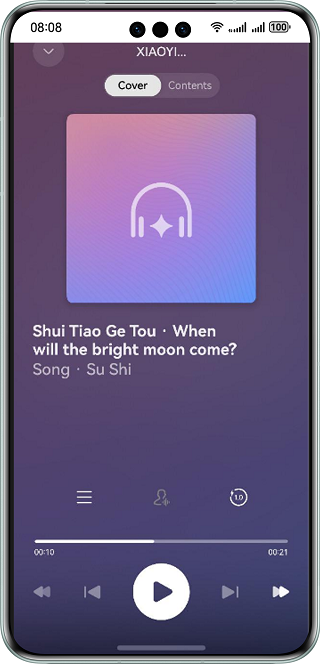 08:08
100
XIAOYI...
Cover
Contents
Shui Tiao Ge Tou · When
will the bright moon come?
Song · Su Shi
1.0
00:10
00:21